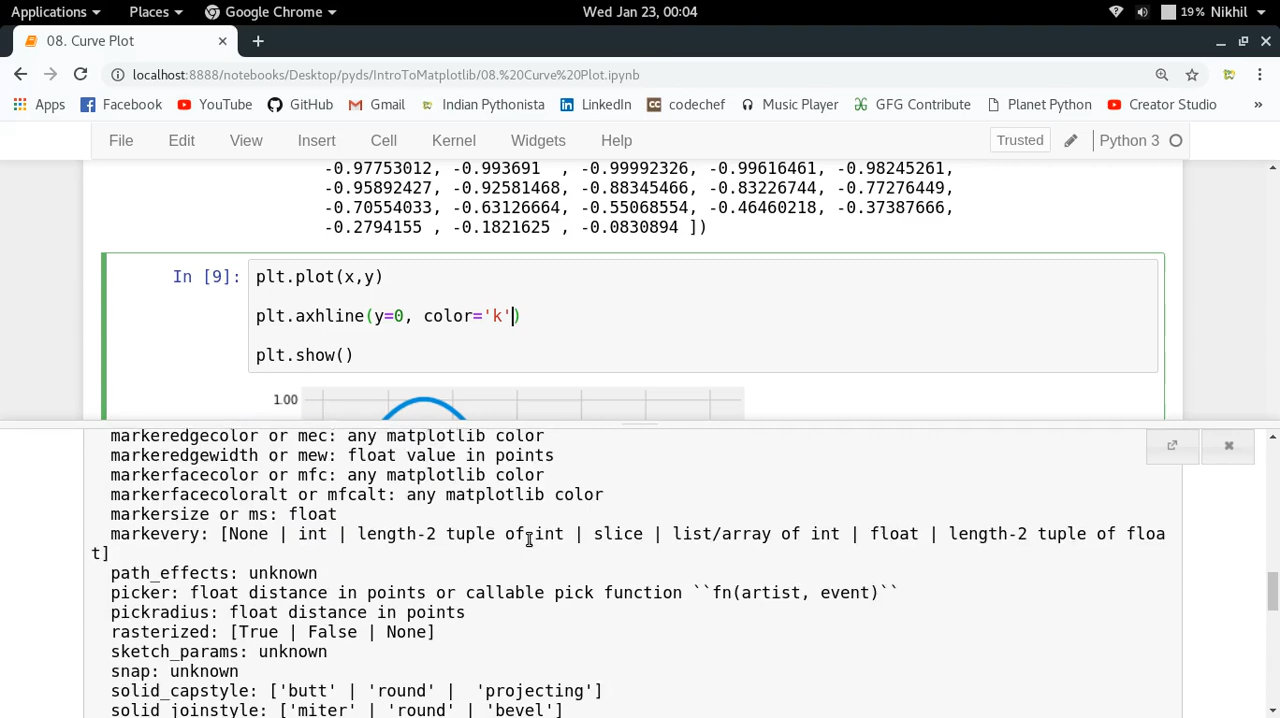 Applications Places Google Chrome Wed Jan 23, 00:04 19% Nikhil
08. Curve Plot
localhost:8888/notebooks/Desktop/pyds/IntroToMatplotlib/08.%20Curve%20Plot.ipynb
Apps Facebook YouTube GitHub Gmail Indian Pythonista LinkedIn codechef Music Player GFG Contribute Planet Python Creator Studio »
File Edit View Insert Cell Kernel Widgets Help Trusted Python 3
-0.97753012, -0.993691  , -0.99992326, -0.99616461, -0.98245261,
-0.95892427, -0.92581468, -0.88345466, -0.83226744, -0.77276449,
-0.70554033, -0.63126664, -0.55068554, -0.46460218, -0.37387666,
-0.2794155 , -0.1821625 , -0.0830894 ])
In [9]: plt.plot(x,y)
plt.axhline(y=0, color='k')
plt.show()
1.00
markeredgecolor or mec: any matplotlib color
markeredgewidth or mew: float value in points
markerfacecolor or mfc: any matplotlib color
markerfacecoloralt or mfcalt: any matplotlib color
markersize or ms: float
markevery: [None | int | length-2 tuple of int | slice | list/array of int | float | length-2 tuple of floa
t]
path_effects: unknown
picker: float distance in points or callable pick function ``fn(artist, event)``
pickradius: float distance in points
rasterized: [True | False | None]
sketch_params: unknown
snap: unknown
solid_capstyle: ['butt' | 'round' |  'projecting']
solid_joinstyle: ['miter' | 'round' | 'bevel']